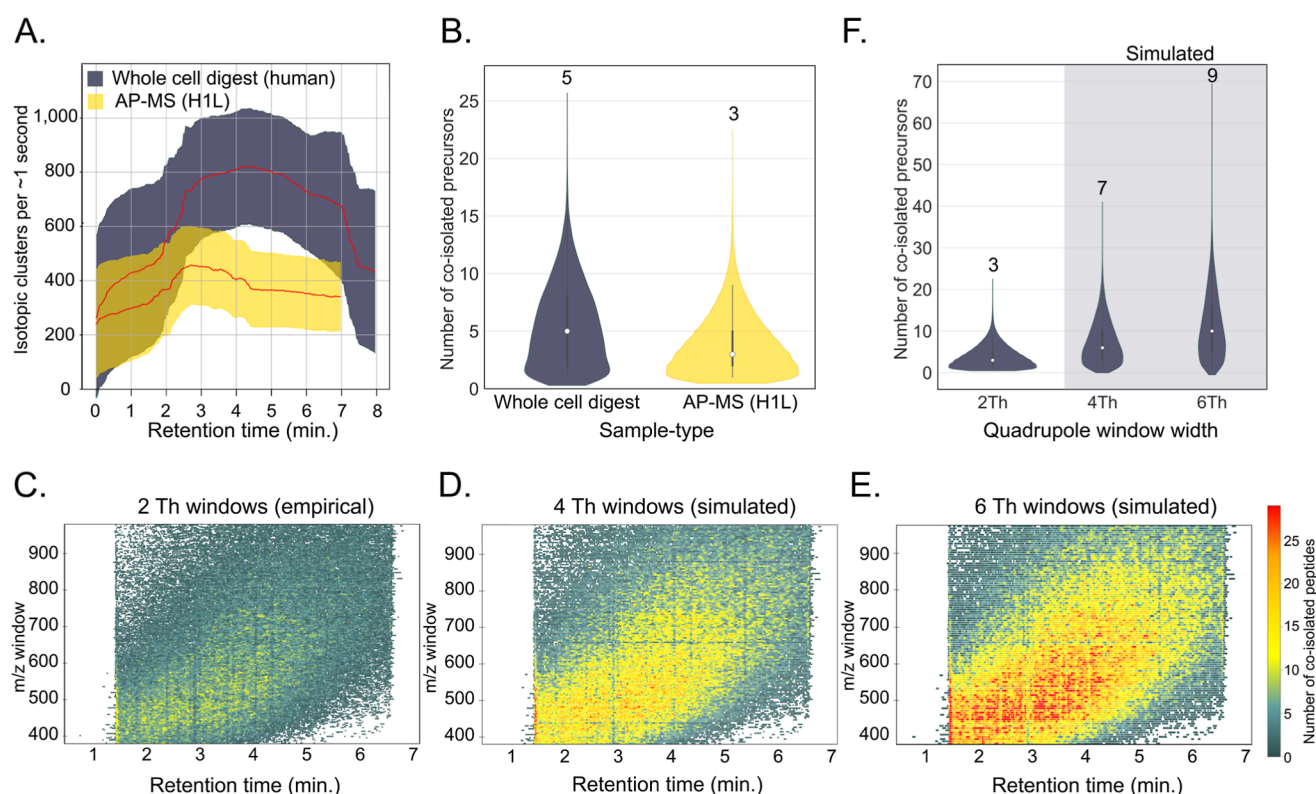 A.
Whole cell digest (human)
AP-MS (H1L)
Isotopic clusters per ~1 second
1,000
800
600
400
200
0
0 1 2 3 4 5 6 7 8
Retention time (min.)
B.
Number of co-isolated precursors
25
20
15
10
5
0
5
3
Whole cell digest
AP-MS (H1L)
Sample-type
F.
Simulated
Number of co-isolated precursors
70
60
50
40
30
20
10
0
3
7
9
2Th
4Th
6Th
Quadrupole window width
C.
2 Th windows (empirical)
m/z window
900
800
700
600
500
400
1 2 3 4 5 6 7
Retention time (min.)
D.
4 Th windows (simulated)
m/z window
900
800
700
600
500
400
1 2 3 4 5 6 7
Retention time (min.)
E.
6 Th windows (simulated)
m/z window
900
800
700
600
500
400
1 2 3 4 5 6 7
Retention time (min.)
25
20
15
10
5
0
Number of co-isolated peptides